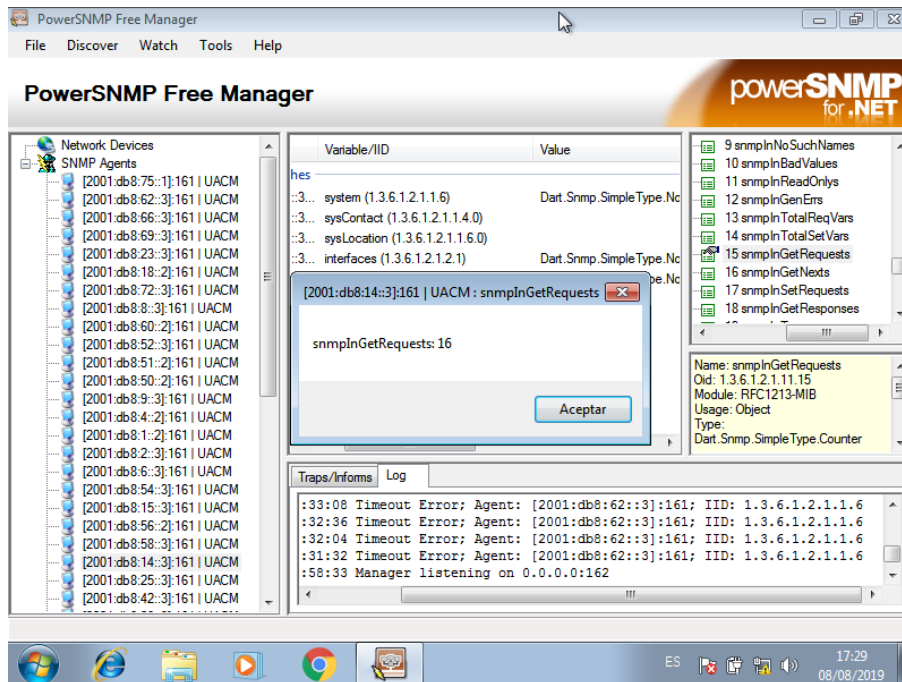 PowerSNMP Free Manager
File Discover Watch Tools Help
PowerSNMP Free Manager
powerSNMP
for .NET
Network Devices
SNMP Agents
[2001:db8:75::1]:161 | UACM
[2001:db8:62::3]:161 | UACM
[2001:db8:66::3]:161 | UACM
[2001:db8:69::3]:161 | UACM
[2001:db8:23::3]:161 | UACM
[2001:db8:18::2]:161 | UACM
[2001:db8:72::3]:161 | UACM
[2001:db8:8::3]:161 | UACM
[2001:db8:60::2]:161 | UACM
[2001:db8:52::3]:161 | UACM
[2001:db8:51::2]:161 | UACM
[2001:db8:50::2]:161 | UACM
[2001:db8:9::3]:161 | UACM
[2001:db8:4::2]:161 | UACM
[2001:db8:1::2]:161 | UACM
[2001:db8:2::3]:161 | UACM
[2001:db8:6::3]:161 | UACM
[2001:db8:54::3]:161 | UACM
[2001:db8:15::3]:161 | UACM
[2001:db8:56::2]:161 | UACM
[2001:db8:58::3]:161 | UACM
[2001:db8:14::3]:161 | UACM
[2001:db8:25::3]:161 | UACM
[2001:db8:42::3]:161 | UACM
Variable/IID Value
hes
::3... system (1.3.6.1.2.1.1.6) Dart.Snmp.SimpleType.Nc
::3... sysContact (1.3.6.1.2.1.1.4.0)
::3... sysLocation (1.3.6.1.2.1.1.6.0)
::3... interfaces (1.3.6.1.2.1.2.1) Dart.Snmp.SimpleType.Nc
pe.Nc
[2001:db8:14::3]:161 | UACM : snmpInGetRequests
snmpInGetRequests: 16
Aceptar
9 snmpInNoSuchNames
10 snmpInBadValues
11 snmpInReadOnlys
12 snmpInGenErrs
13 snmpInTotalReqVars
14 snmpInTotalSetVars
15 snmpInGetRequests
16 snmpInGetNexts
17 snmpInSetRequests
18 snmpInGetResponses
Name: snmpInGetRequests
Oid: 1.3.6.1.2.1.11.15
Module: RFC1213-MIB
Usage: Object
Type:
Dart.Snmp.SimpleType.Counter
Traps/Informs Log
:33:08 Timeout Error; Agent: [2001:db8:62::3]:161; IID: 1.3.6.1.2.1.1.6
:32:36 Timeout Error; Agent: [2001:db8:62::3]:161; IID: 1.3.6.1.2.1.1.6
:32:04 Timeout Error; Agent: [2001:db8:62::3]:161; IID: 1.3.6.1.2.1.1.6
:31:32 Timeout Error; Agent: [2001:db8:62::3]:161; IID: 1.3.6.1.2.1.1.6
:58:33 Manager listening on 0.0.0.0:162
ES
17:29
08/08/2019